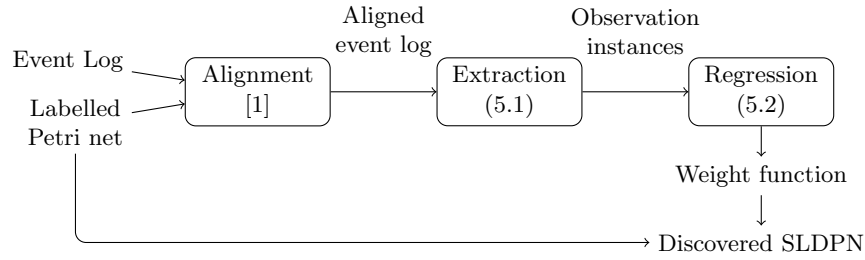 Event Log
Labelled
Petri net
Alignment
[1]
Aligned
event log
Extraction
(5.1)
Observation
instances
Regression
(5.2)
Weight function
Discovered SLDPN